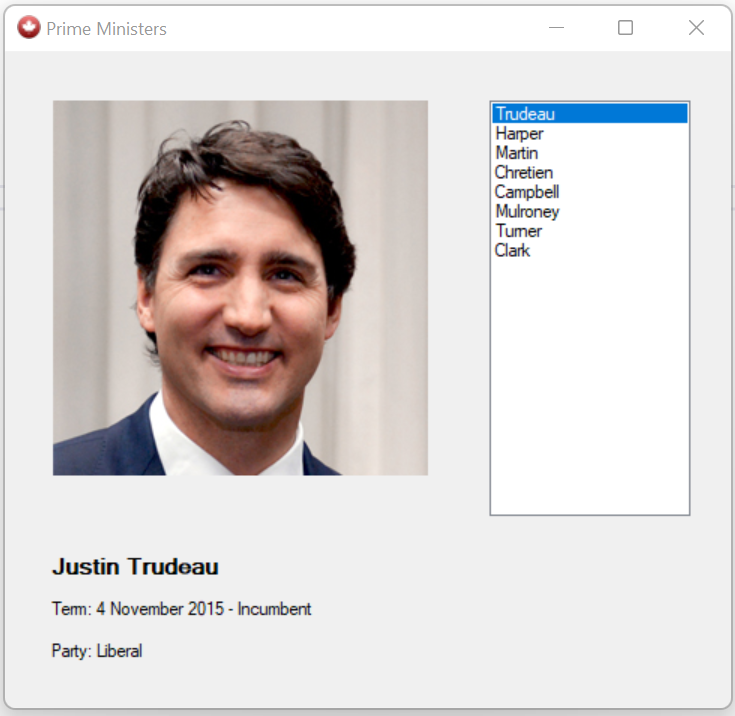 Prime Ministers
Trudeau
Harper
Martin
Chretien
Campbell
Mulroney
Turner
Clark
Justin Trudeau
Term: 4 November 2015 - Incumbent
Party: Liberal